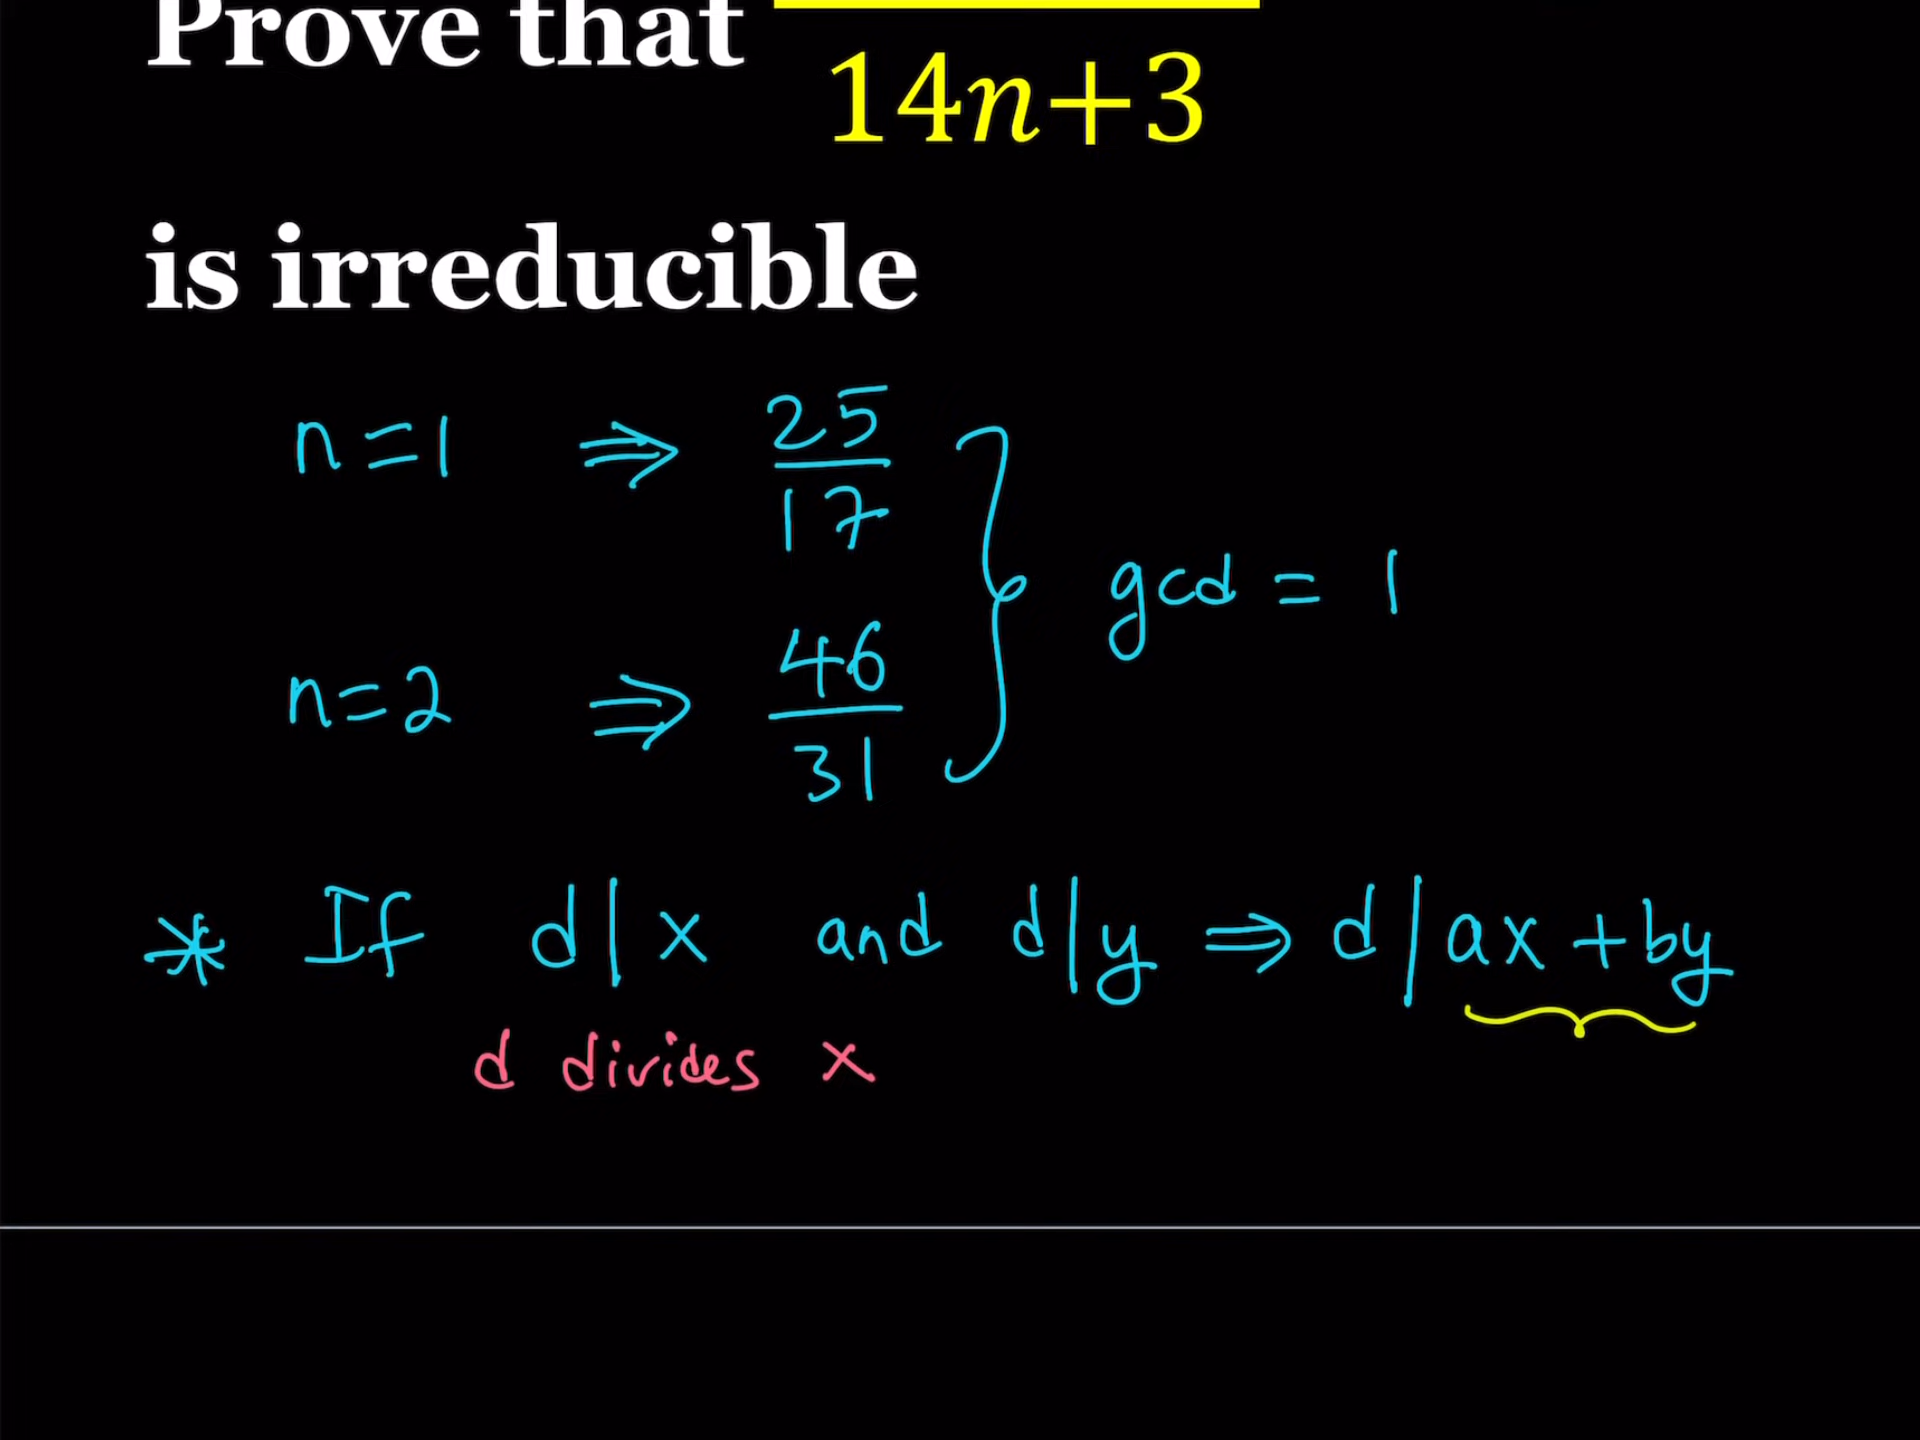 Prove that
14n+3
is irreducible
n=1 ⇒ 25/17
gcd = 1
n=2 ⇒ 46/31
* If d|x and d|y ⇒ d|ax+by
d divides x